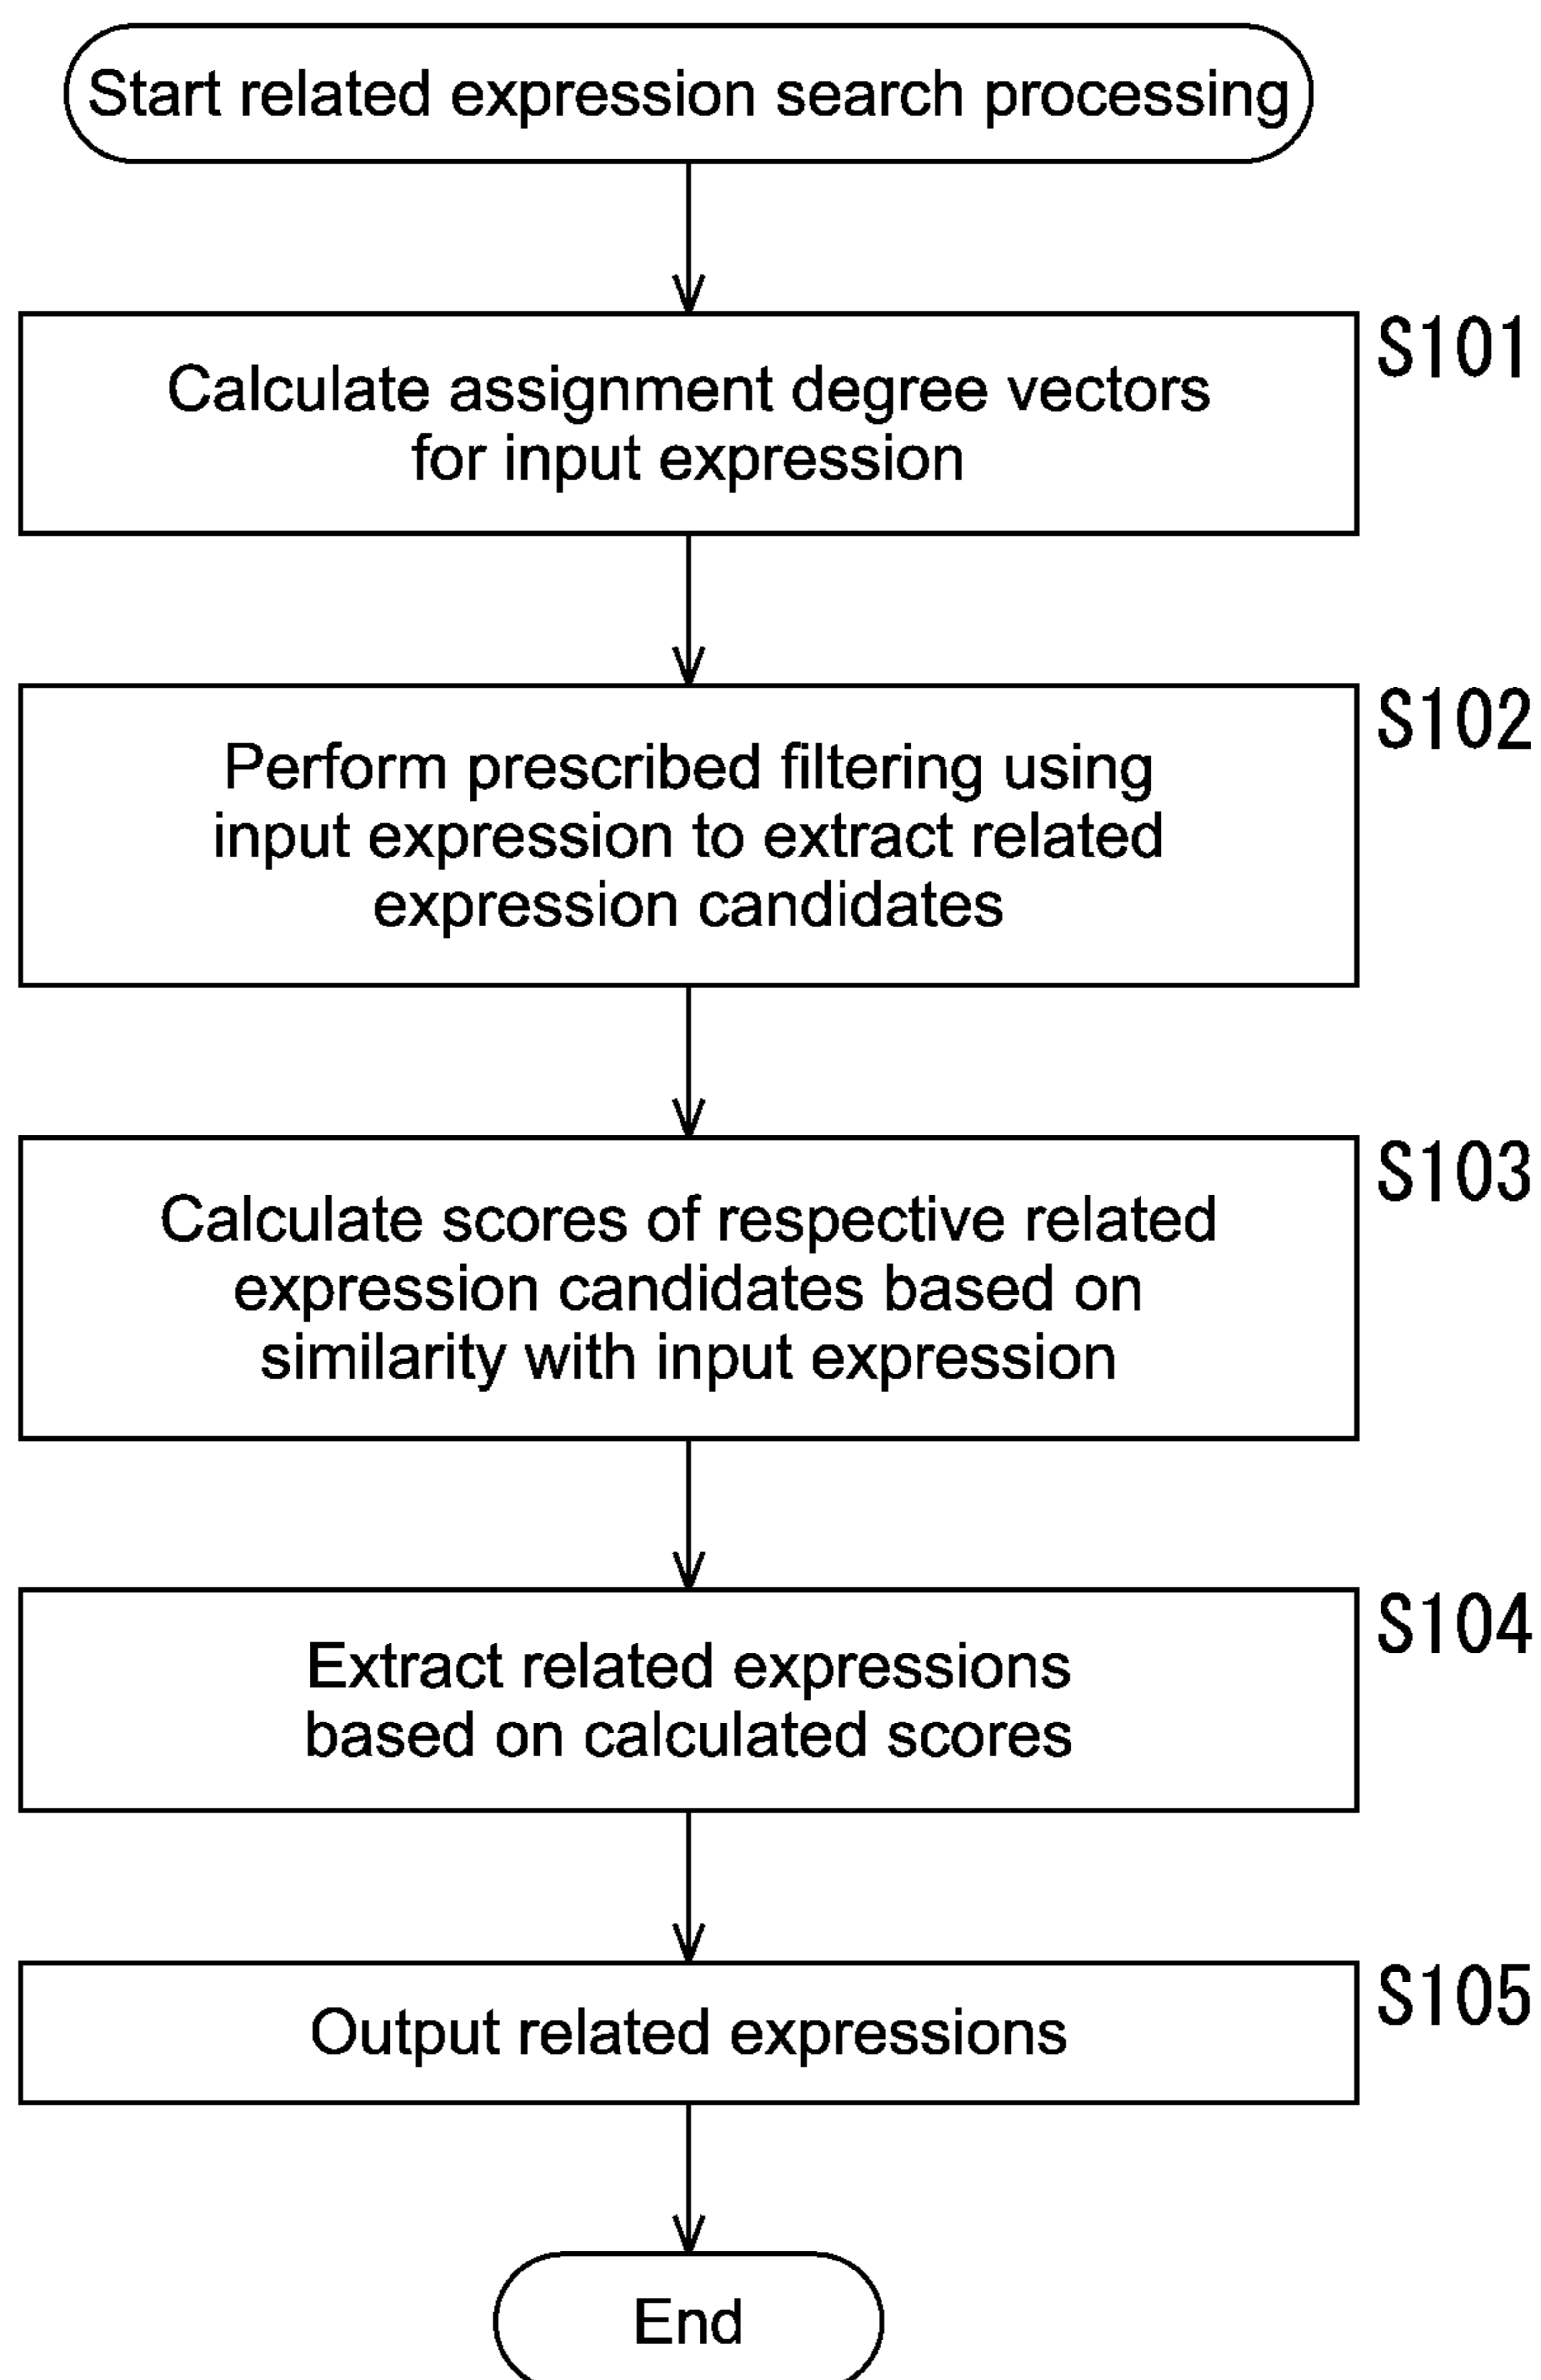 Start related expression search processing
S101
Calculate assignment degree vectors
for input expression
S102
Perform prescribed filtering using
input expression to extract related
expression candidates
S103
Calculate scores of respective related
expression candidates based on
similarity with input expression
S104
Extract related expressions
based on calculated scores
S105
Output related expressions
End